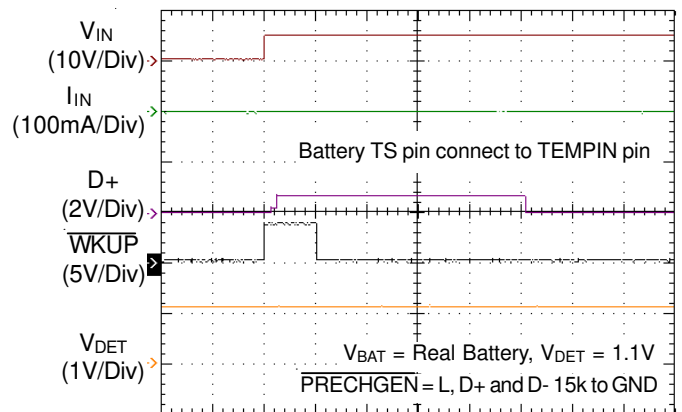 VIN
(10V/Div)
IIN
(100mA/Div)
Battery TS pin connect to TEMPIN pin
D+
(2V/Div)
WKUP
(5V/Div)
VDET
(1V/Div)
VBAT = Real Battery, VDET = 1.1V
PRECHGEN = L, D+ and D- 15k to GND